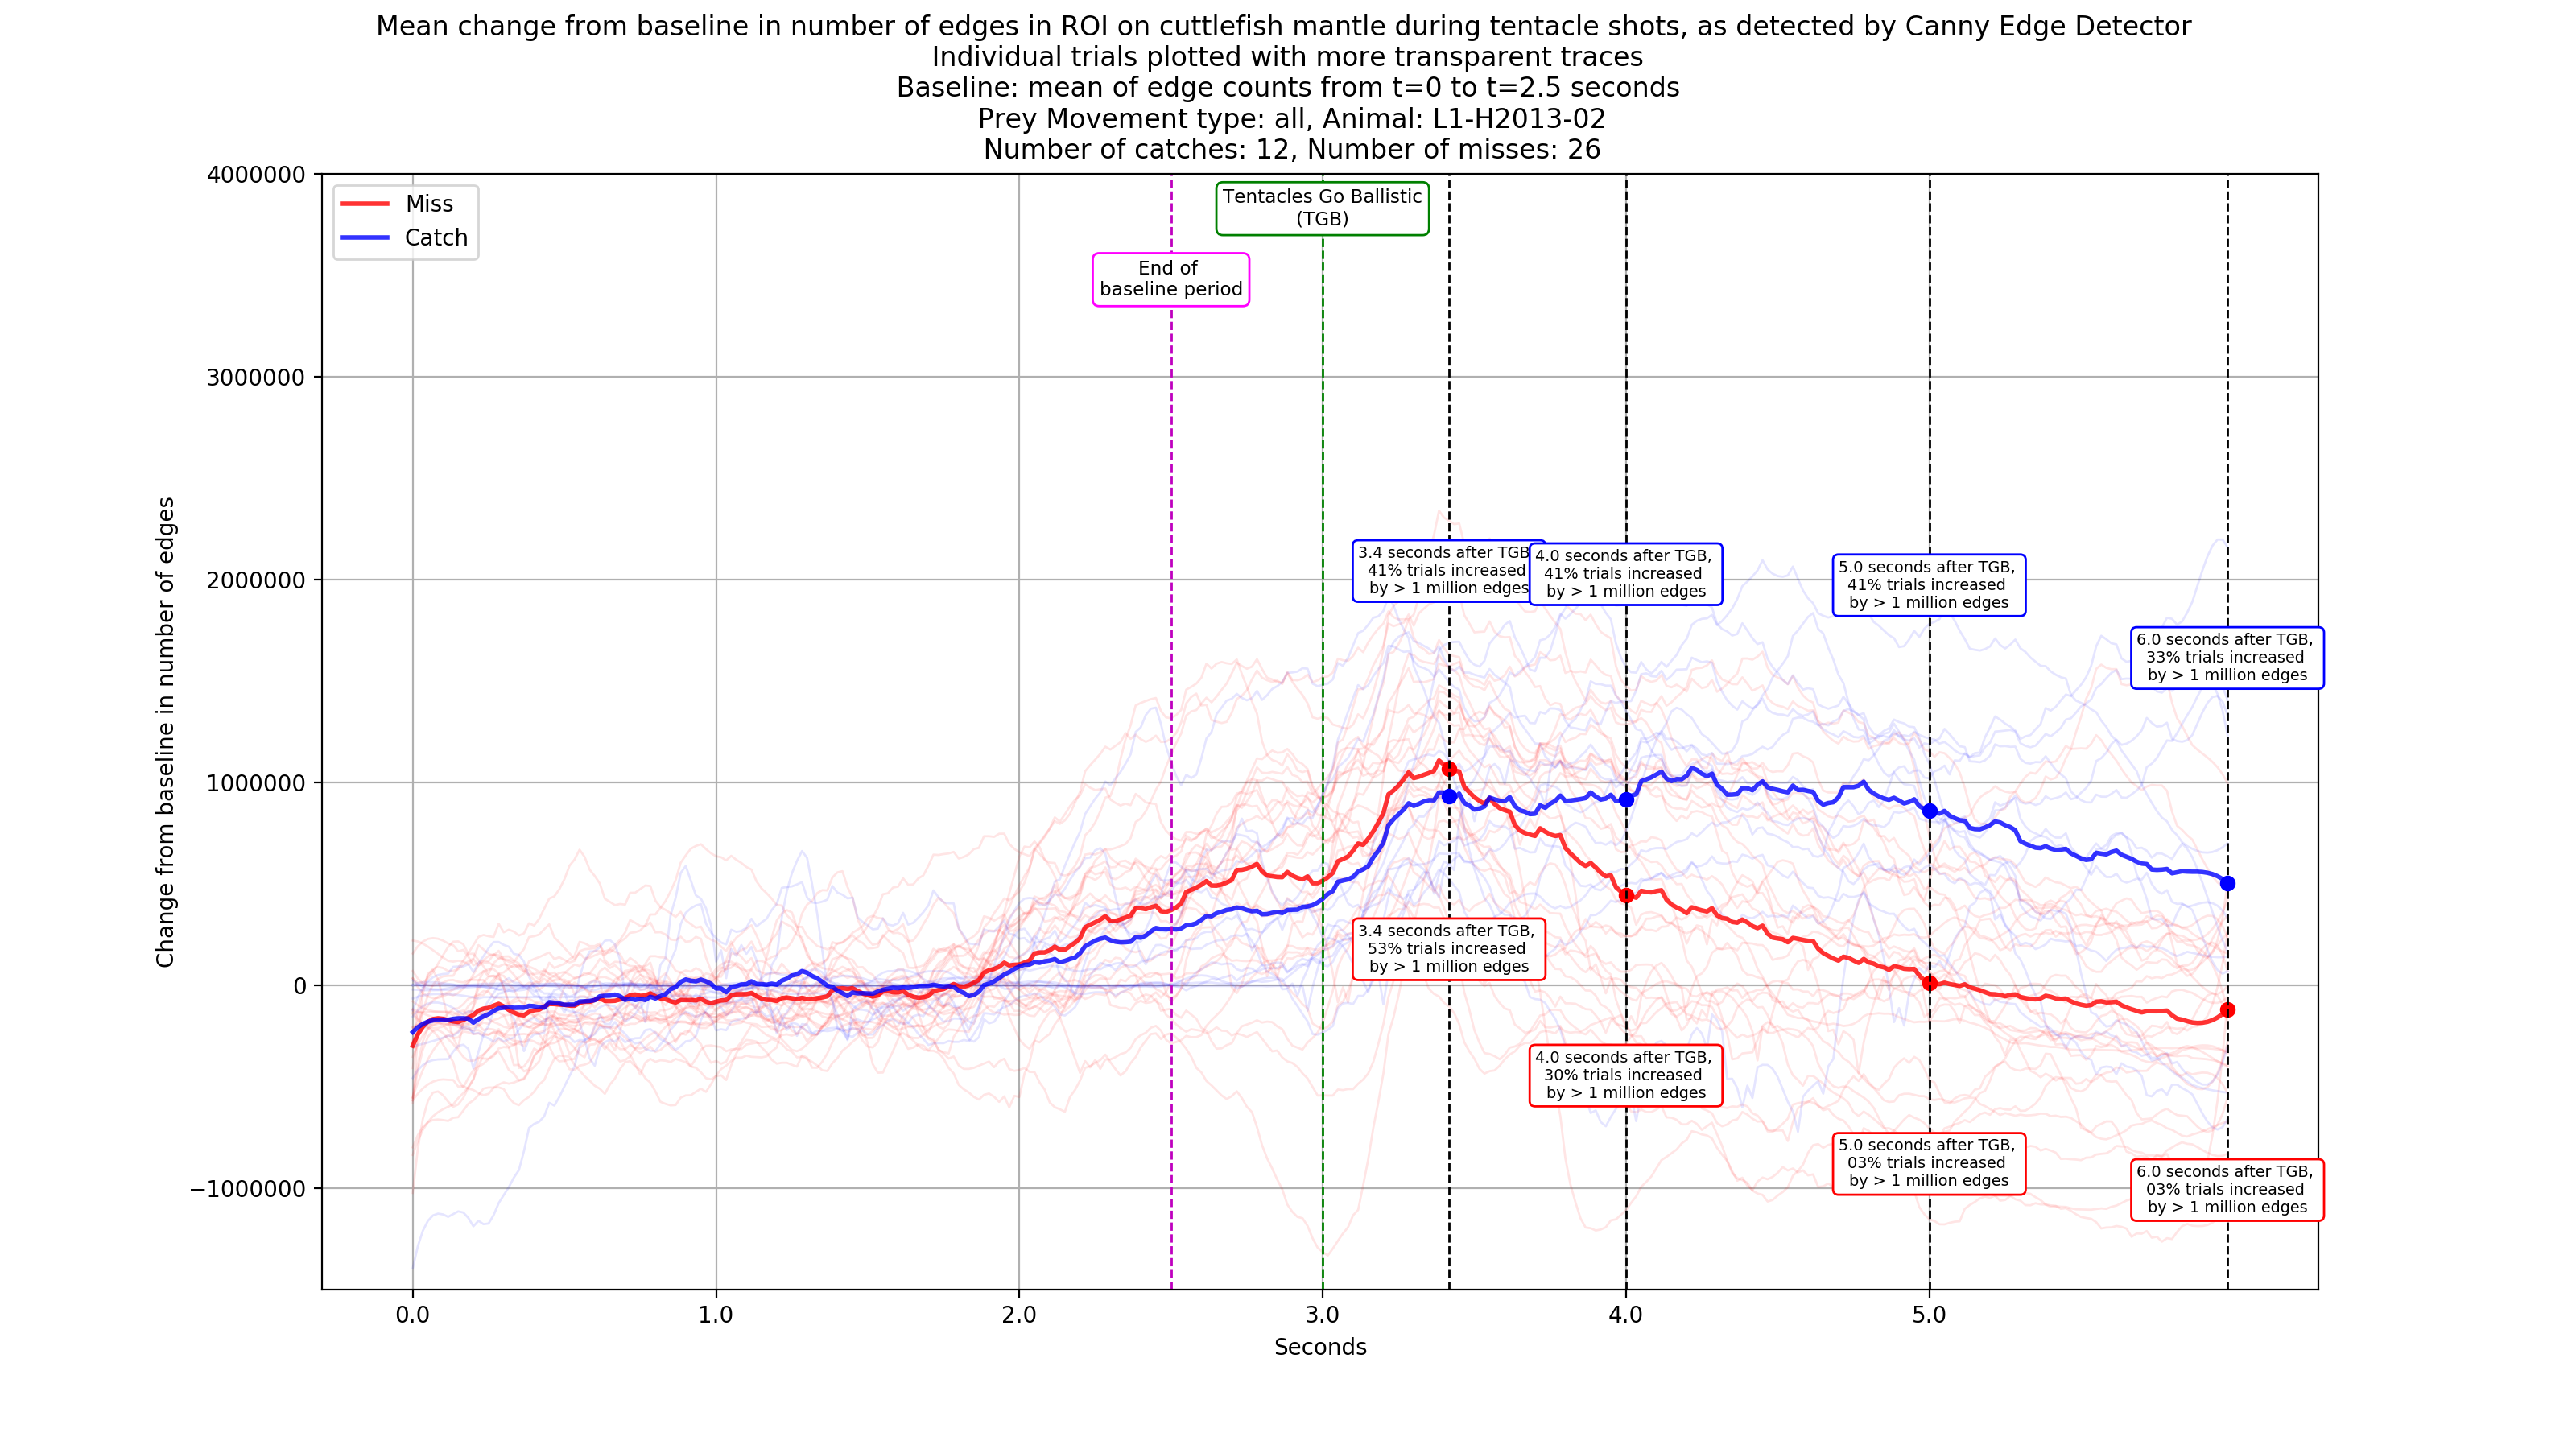 Mean change from baseline in number of edges in ROI on cuttlefish mantle during tentacle shots, as detected by Canny Edge Detector
Individual trials plotted with more transparent traces
Baseline: mean of edge counts from t=0 to t=2.5 seconds
Prey Movement type: all, Animal: L1-H2013-02
Number of catches: 12, Number of misses: 26
Miss
Catch
Tentacles Go Ballistic
(TGB)
End of
baseline period
4000000
3000000
2000000
1000000
0
−1000000
Change from baseline in number of edges
3.4 seconds after TGB
41% trials increased
by > 1 million edges
4.0 seconds after TGB,
41% trials increased
by > 1 million edges
5.0 seconds after TGB,
41% trials increased
by > 1 million edges
6.0 seconds after TGB,
33% trials increased
by > 1 million edges
3.4 seconds after TGB,
53% trials increased
by > 1 million edges
4.0 seconds after TGB,
30% trials increased
by > 1 million edges
5.0 seconds after TGB,
03% trials increased
by > 1 million edges
6.0 seconds after TGB,
03% trials increased
by > 1 million edges
0.0
1.0
2.0
3.0
4.0
5.0
Seconds